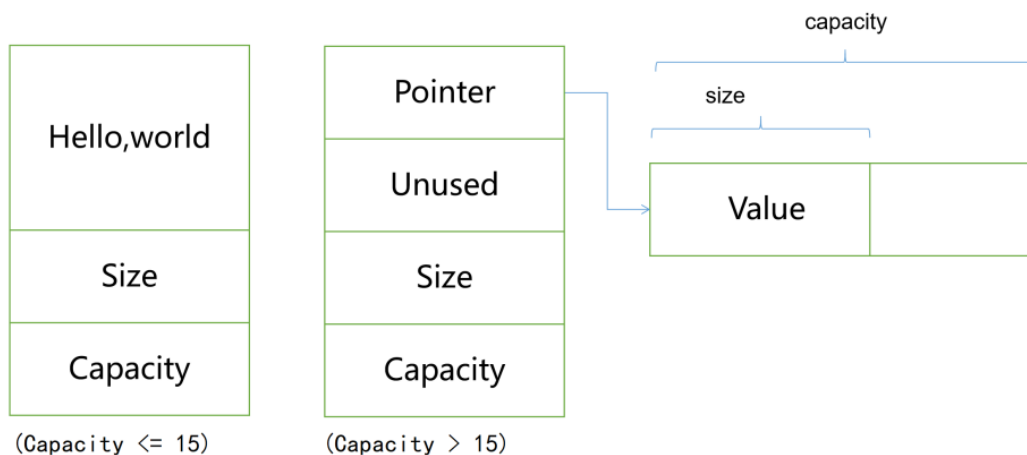 capacity
size
Hello,world
Size
Capacity
(Capacity <= 15)
Pointer
Unused
Size
Capacity
(Capacity > 15)
Value